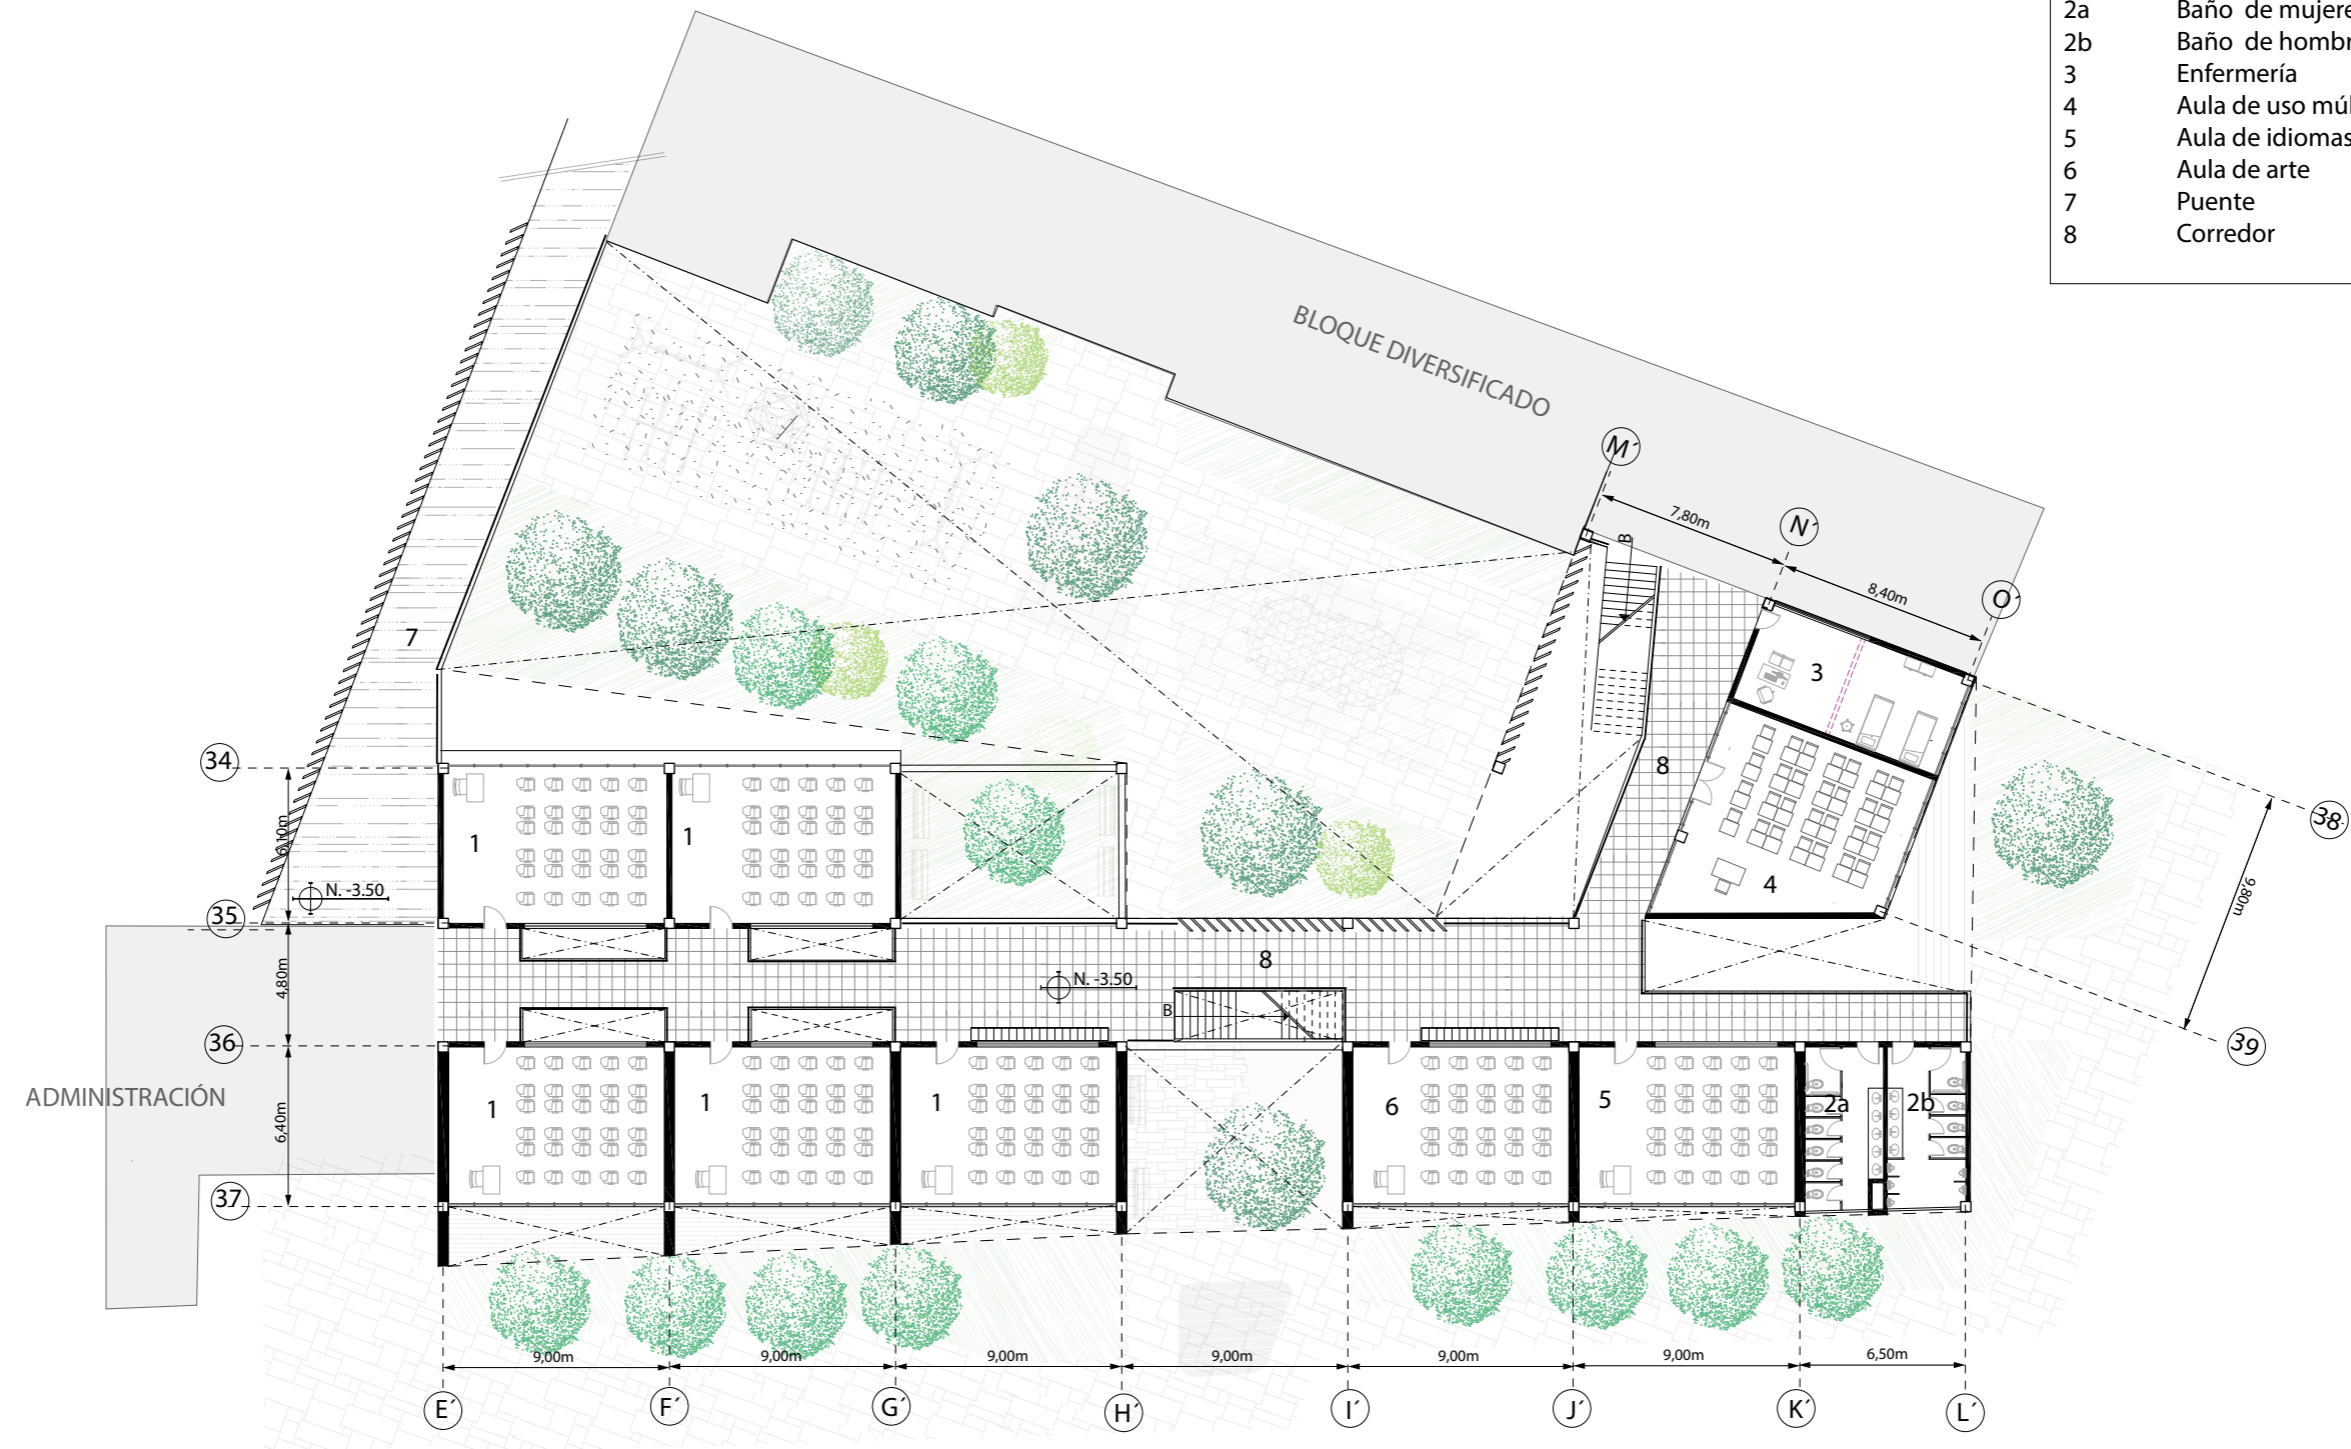 2a Baño de mujere
2b Baño de hombr
3 Enfermería
4 Aula de uso múl
5 Aula de idiomas
6 Aula de arte
7 Puente
8 Corredor
BLOQUE DIVERSIFICADO
M´
7,80m
N´
B
8,40m
O´
7
3
34
8
38
6,10m
1
1
4
9,80m
N. -3.50
35
8
4,80m
N. -3.50
B
36
39
ADMINISTRACIÓN
6,40m
1
1
1
6
5
2a
2b
37
9,00m
9,00m
9,00m
9,00m
9,00m
9,00m
6,50m
E´
F´
G´
H´
I´
J´
K´
L´